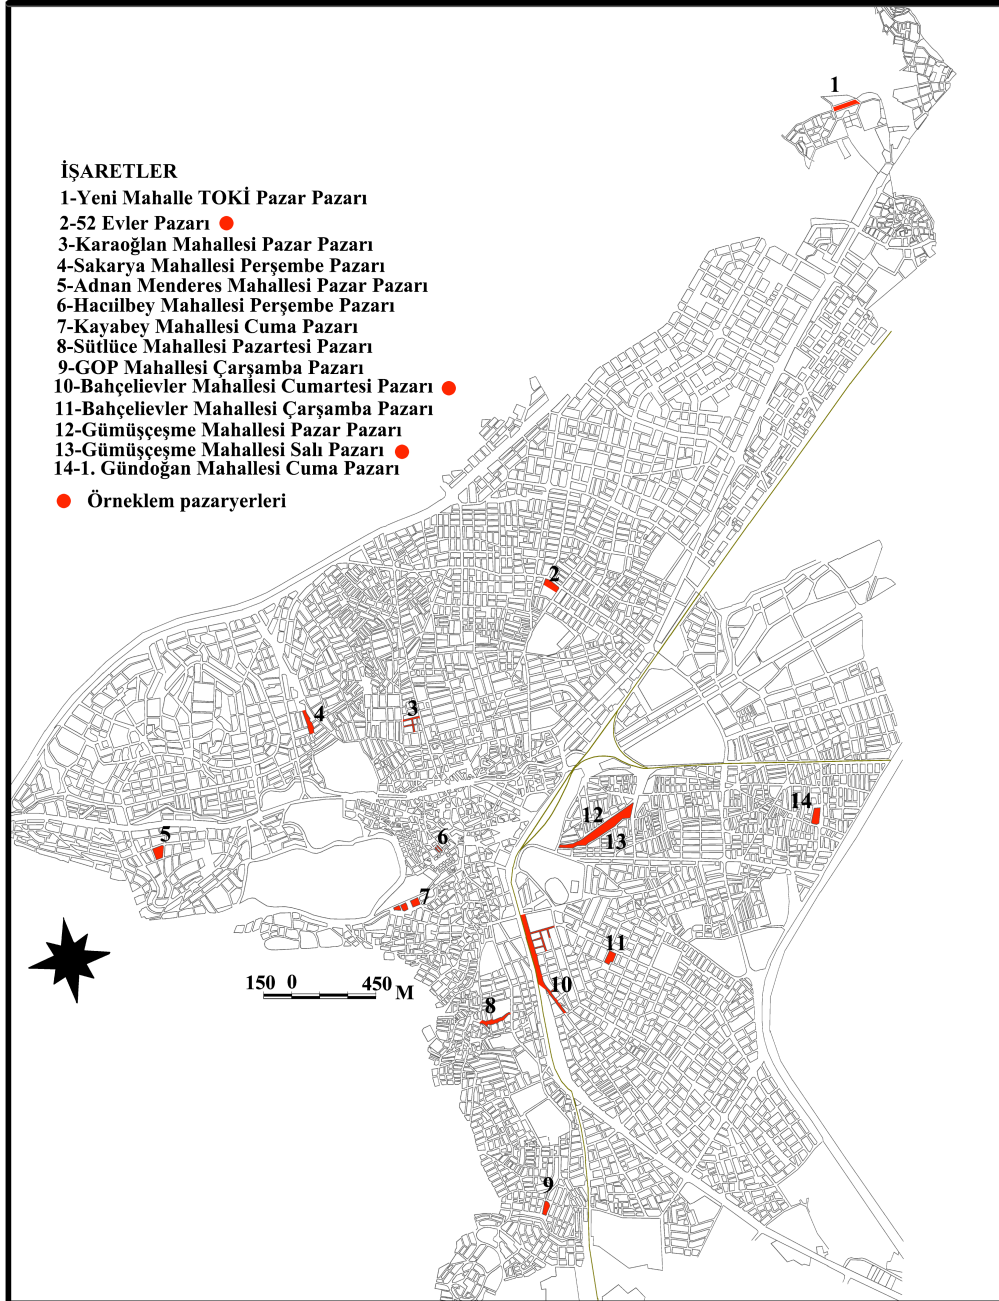 İŞARETLER
1-Yeni Mahalle TOKİ Pazar Pazarı
2-52 Evler Pazarı
3-Karaoğlan Mahallesi Pazar Pazarı
4-Sakarya Mahallesi Perşembe Pazarı
5-Adnan Menderes Mahallesi Pazar Pazarı
6-Hacıilbey Mahallesi Perşembe Pazarı
7-Kayabey Mahallesi Cuma Pazarı
8-Sütlüce Mahallesi Pazartesi Pazarı
9-GOP Mahallesi Çarşamba Pazarı
10-Bahçelievler Mahallesi Cumartesi Pazarı
11-Bahçelievler Mahallesi Çarşamba Pazarı
12-Gümüşçeşme Mahallesi Pazar Pazarı
13-Gümüşçeşme Mahallesi Salı Pazarı
14-1. Gündoğan Mahallesi Cuma Pazarı
Örneklem pazaryerleri
1
2
3
4
5
6
7
8
9
10
11
12
13
14
150 0 450 M